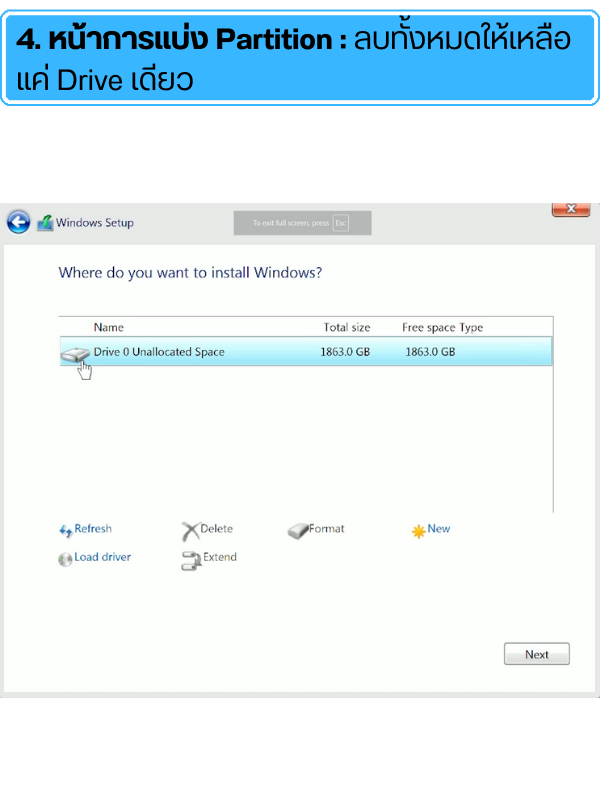 4. หน้าการแบ่ง Partition : ลบทั้งหมดให้เหลือ
แค่ Drive เดียว
Windows Setup
To exit full screen, press Esc
Where do you want to install Windows?
Name Total size Free space Type
Drive 0 Unallocated Space 1863.0 GB 1863.0 GB
Refresh Delete Format New
Load driver Extend
Next